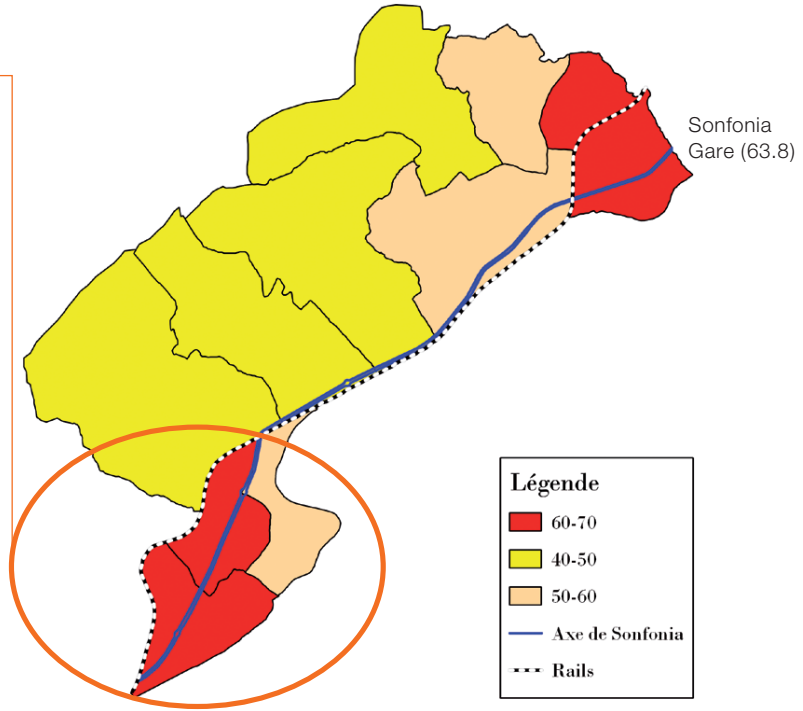 Sonfonia
Gare (63.8)
Légende
60-70
40-50
50-60
Axe de Sonfonia
Rails